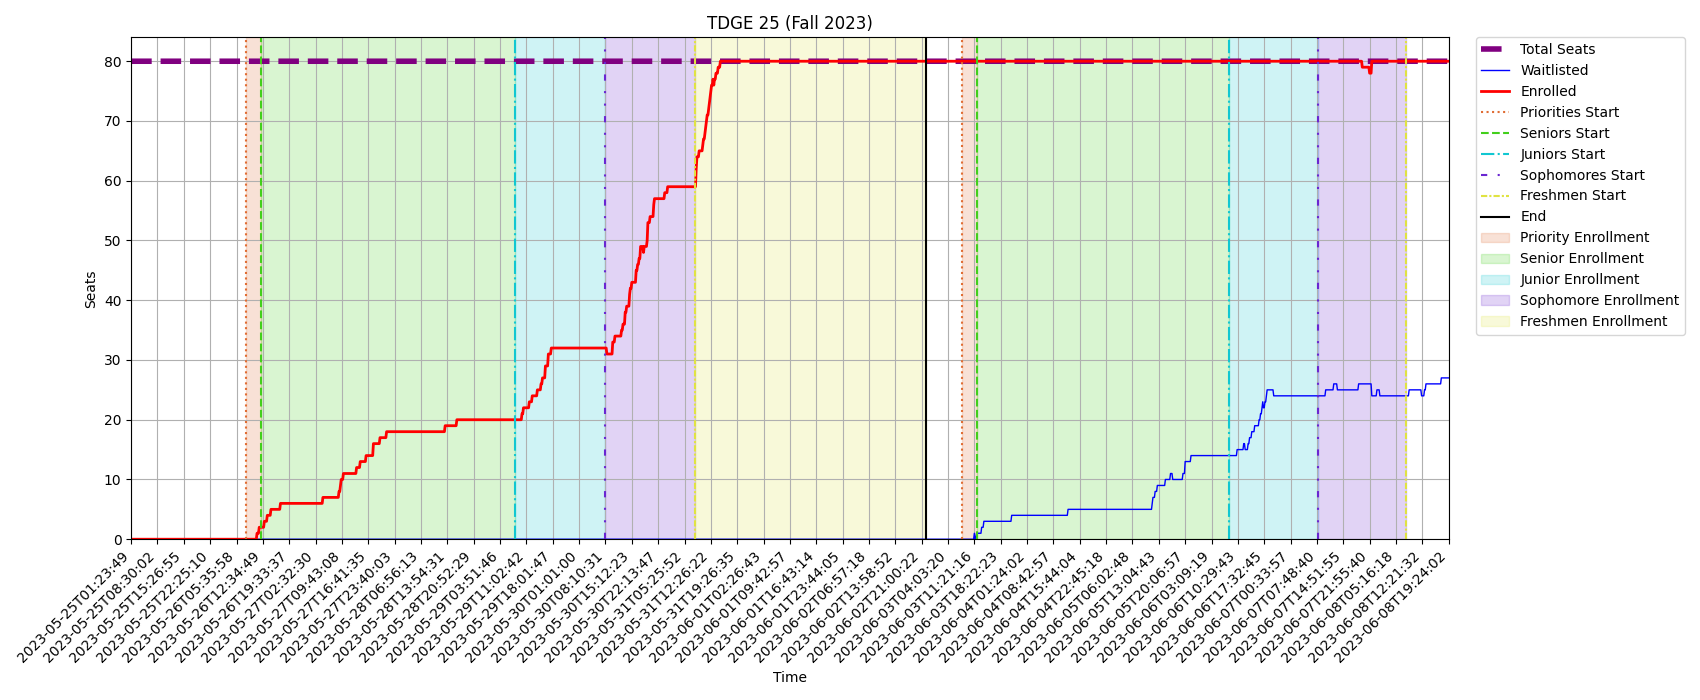 TDGE 25 (Fall 2023)
Seats
80
70
60
50
40
30
20
10
0
2023-05-25T01:23:49
2023-05-25T08:30:02
2023-05-25T15:26:55
2023-05-25T22:25:10
2023-05-26T05:35:58
2023-05-26T12:34:49
2023-05-26T19:33:37
2023-05-27T02:32:30
2023-05-27T09:43:08
2023-05-27T16:41:35
2023-05-27T23:40:03
2023-05-28T06:56:13
2023-05-28T13:54:31
2023-05-28T20:52:29
2023-05-29T03:51:46
2023-05-29T11:02:42
2023-05-29T18:01:47
2023-05-30T01:01:00
2023-05-30T08:10:31
2023-05-30T15:12:23
2023-05-30T22:13:47
2023-05-31T05:25:52
2023-05-31T12:26:22
2023-05-31T19:26:35
2023-06-01T02:26:43
2023-06-01T09:42:57
2023-06-01T16:43:14
2023-06-01T23:44:05
2023-06-02T06:57:18
2023-06-02T13:58:52
2023-06-02T21:00:22
2023-06-03T04:03:20
2023-06-03T11:21:16
2023-06-03T18:22:23
2023-06-04T01:24:02
2023-06-04T08:42:57
2023-06-04T15:44:04
2023-06-04T22:45:18
2023-06-05T06:02:48
2023-06-05T13:04:43
2023-06-05T20:06:57
2023-06-06T03:09:19
2023-06-06T10:29:43
2023-06-06T17:32:45
2023-06-07T00:33:57
2023-06-07T07:48:40
2023-06-07T14:51:55
2023-06-07T21:55:40
2023-06-08T05:16:18
2023-06-08T12:21:32
2023-06-08T19:24:02
Time
Total Seats
Waitlisted
Enrolled
Priorities Start
Seniors Start
Juniors Start
Sophomores Start
Freshmen Start
End
Priority Enrollment
Senior Enrollment
Junior Enrollment
Sophomore Enrollment
Freshmen Enrollment